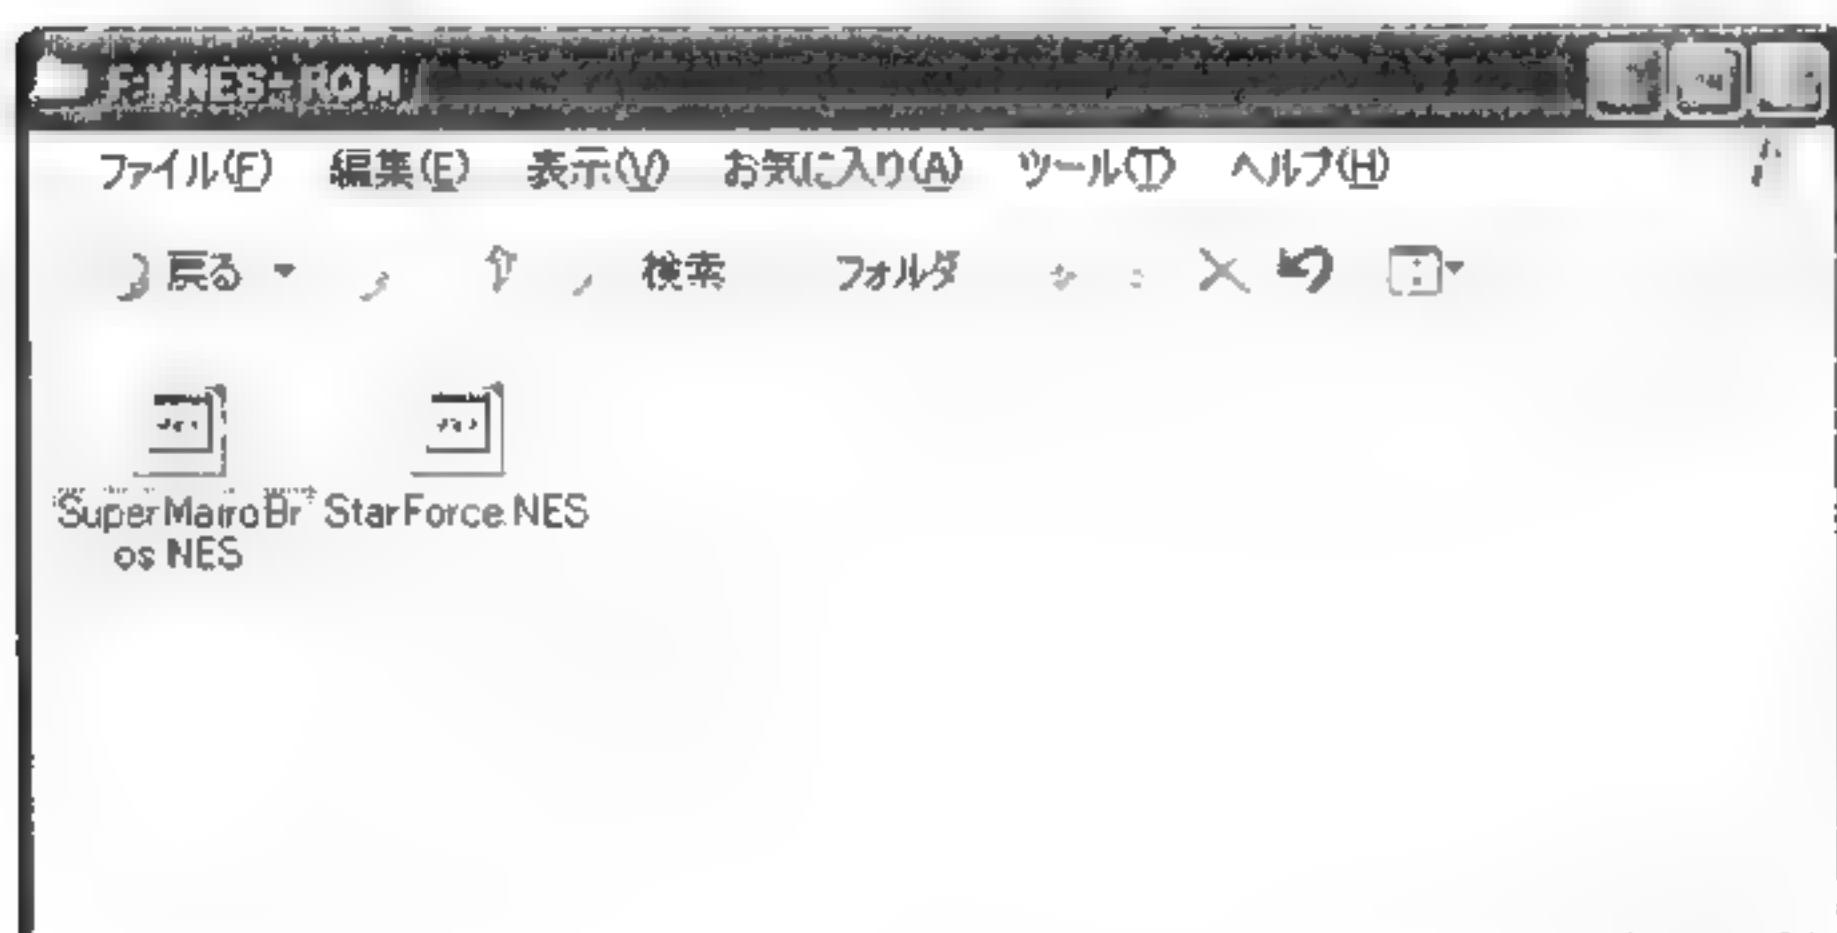 F:¥NES-ROM
ファイル(F) 編集(E) 表示(V) お気に入り(A) ツール(T) ヘルプ(H)
戻る 検索 フォルダ
SuperMairoBr
os.NES
StarForce.NES